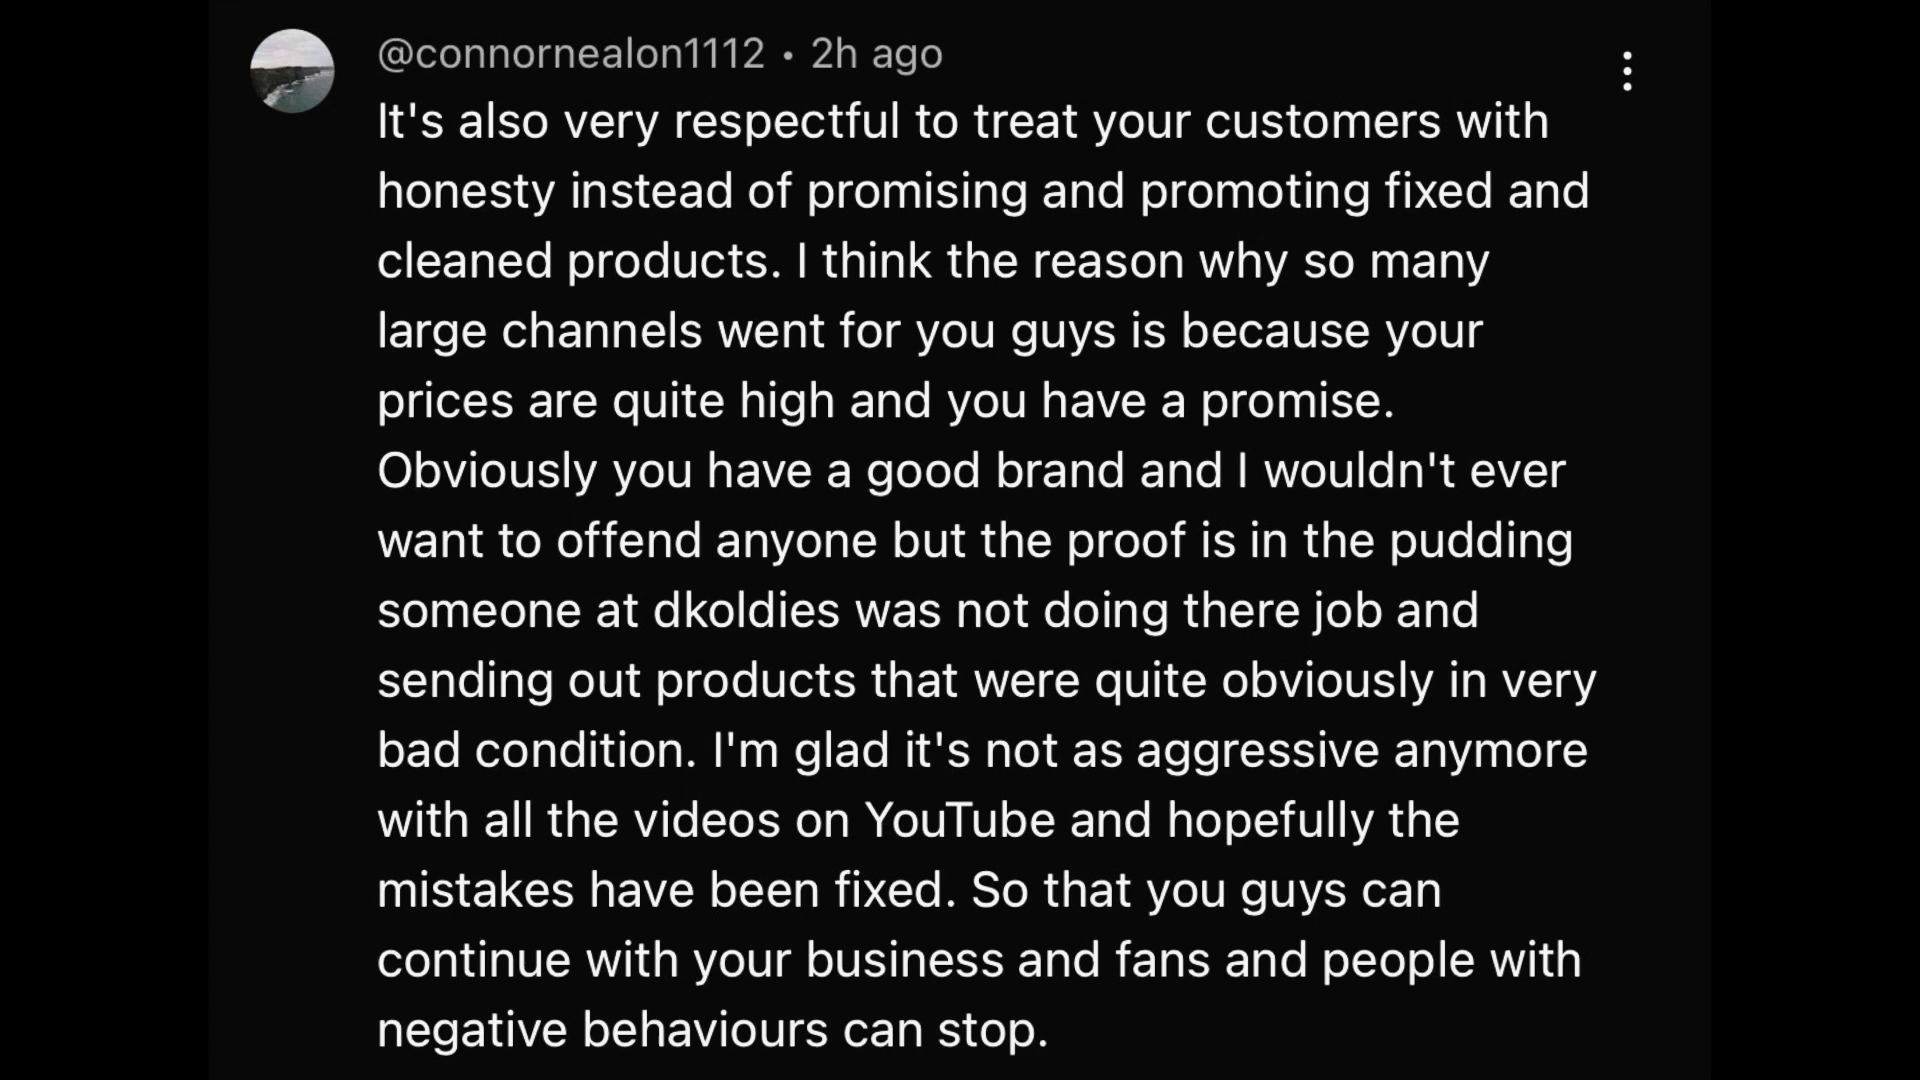 @connornealon1112 • 2h ago
It's also very respectful to treat your customers with
honesty instead of promising and promoting fixed and
cleaned products. I think the reason why so many
large channels went for you guys is because your
prices are quite high and you have a promise.
Obviously you have a good brand and I wouldn't ever
want to offend anyone but the proof is in the pudding
someone at dkoldies was not doing there job and
sending out products that were quite obviously in very
bad condition. I'm glad it's not as aggressive anymore
with all the videos on YouTube and hopefully the
mistakes have been fixed. So that you guys can
continue with your business and fans and people with
negative behaviours can stop.